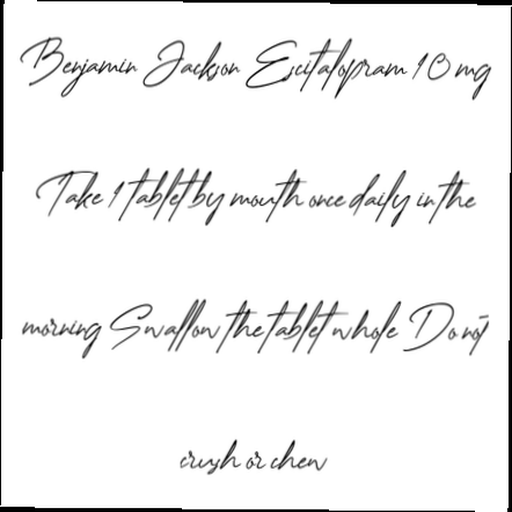 Benjamin Jackson Escitalopram 10 mg
Take 1 tablet by mouth once daily in the
morning Swallow the tablet whole Do not
crush or chew